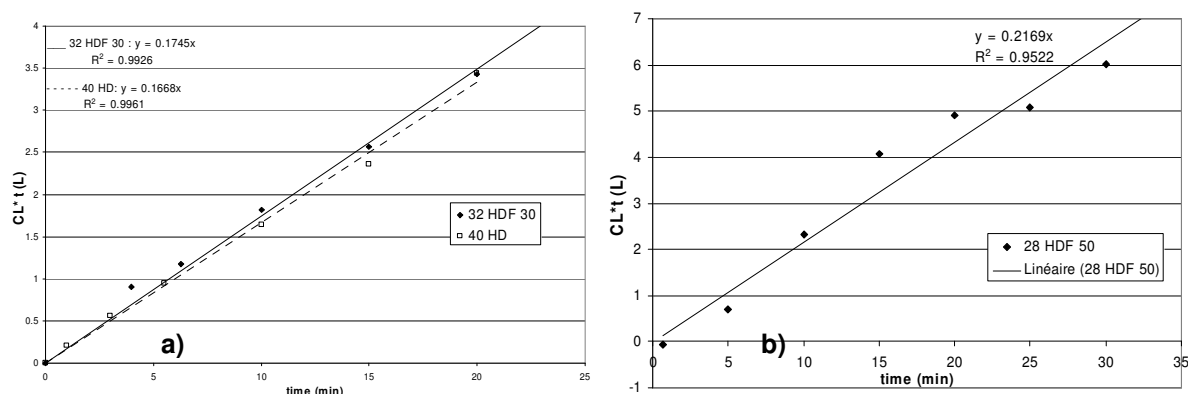 4
3.5
3
2.5
2
1.5
1
0.5
0
CL* t (L)
32 HDF 30 : y = 0.1745x
R² = 0.9926
40 HD: y = 0.1668x
R² = 0.9961
32 HDF 30
40 HD
a)
0 5 10 15 20 25
time (min)
b)
7
6
5
4
3
2
1
0
-1
CL*t (L)
y = 0.2169x
R² = 0.9522
28 HDF 50
Linéaire (28 HDF 50)
b)
5 10 15 20 25 30 35
time (min)